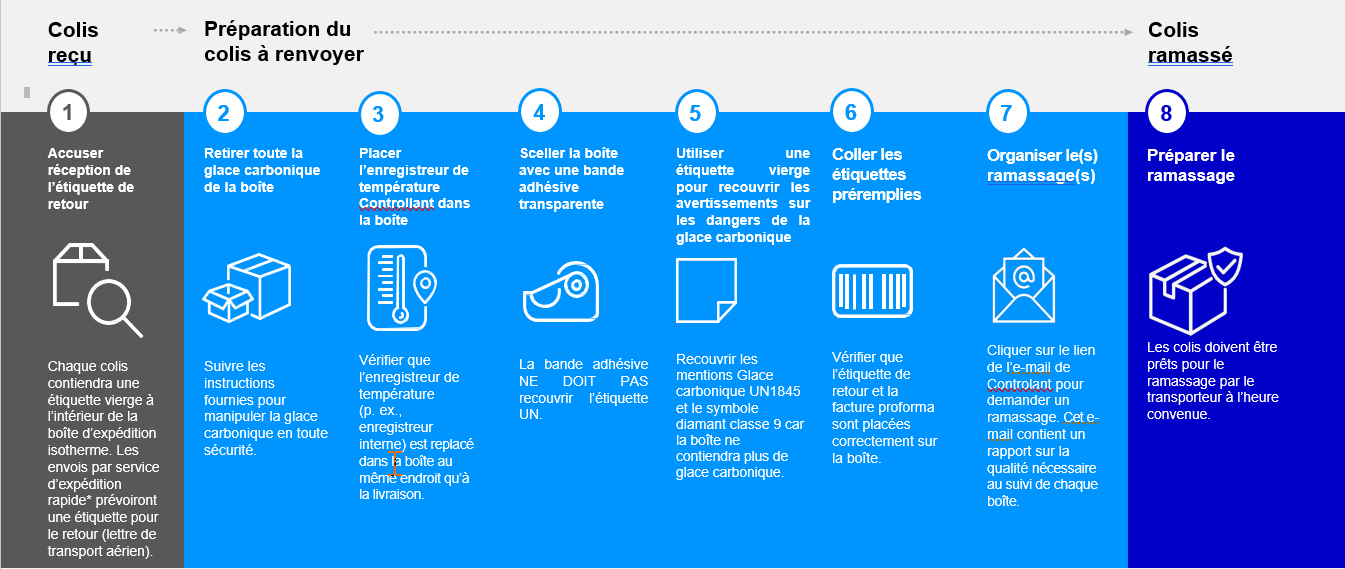 Colis
reçu
Préparation du
colis à renvoyer
Colis
ramassé
1
Accuser
réception de
l’étiquette de
retour
Chaque colis
contiendra une
étiquette vierge à
l’intérieur de la
boîte d’expédition
isotherme. Les
envois par service
d’expédition
rapide* prévoiront
une étiquette pour
le retour (lettre de
transport aérien).
2
Retirer toute la
glace carbonique
de la boîte
Suivre les
instructions
fournies pour
manipuler la glace
carbonique en toute
sécurité.
3
Placer
l’enregistreur de
température
Controllant dans
la boîte
Vérifier que
l’enregistreur de
température
(p. ex.,
enregistreur
interne) est replacé
dans la boîte au
même endroit qu’à
la livraison.
4
Sceller la boîte
avec une bande
adhésive
transparente
La bande adhésive
NE DOIT PAS
recouvrir l’étiquette
UN.
5
Utiliser une
étiquette vierge
pour recouvrir les
avertissements sur
les dangers de la
glace carbonique
Recouvrir les
mentions Glace
carbonique UN1845
et le symbole
diamant classe 9 car
la boîte ne
contiendra plus de
glace carbonique.
6
Coller les
étiquettes
préremplies
Vérifier que
l’étiquette de
retour et la
facture proforma
sont placées
correctement sur
la boîte.
7
Organiser le(s)
ramassage(s)
@
Cliquer sur le lien
de l’e-mail de
Controlant pour
demander un
ramassage. Cet e-
mail contient un
rapport sur la
qualité nécessaire
au suivi de chaque
boîte.
8
Préparer le
ramassage
Les colis doivent être
prêts pour le
ramassage par le
transporteur à l’heure
convenue.